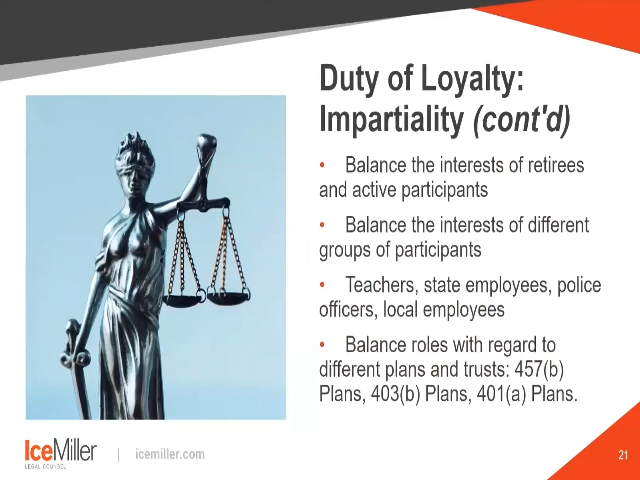 Duty of Loyalty:
Impartiality (cont'd)
• Balance the interests of retirees
and active participants
• Balance the interests of different
groups of participants
• Teachers, state employees, police
officers, local employees
• Balance roles with regard to
different plans and trusts: 457(b)
Plans, 403(b) Plans, 401(a) Plans.
IceMiller
LEGAL COUNSEL
| icemiller.com
21